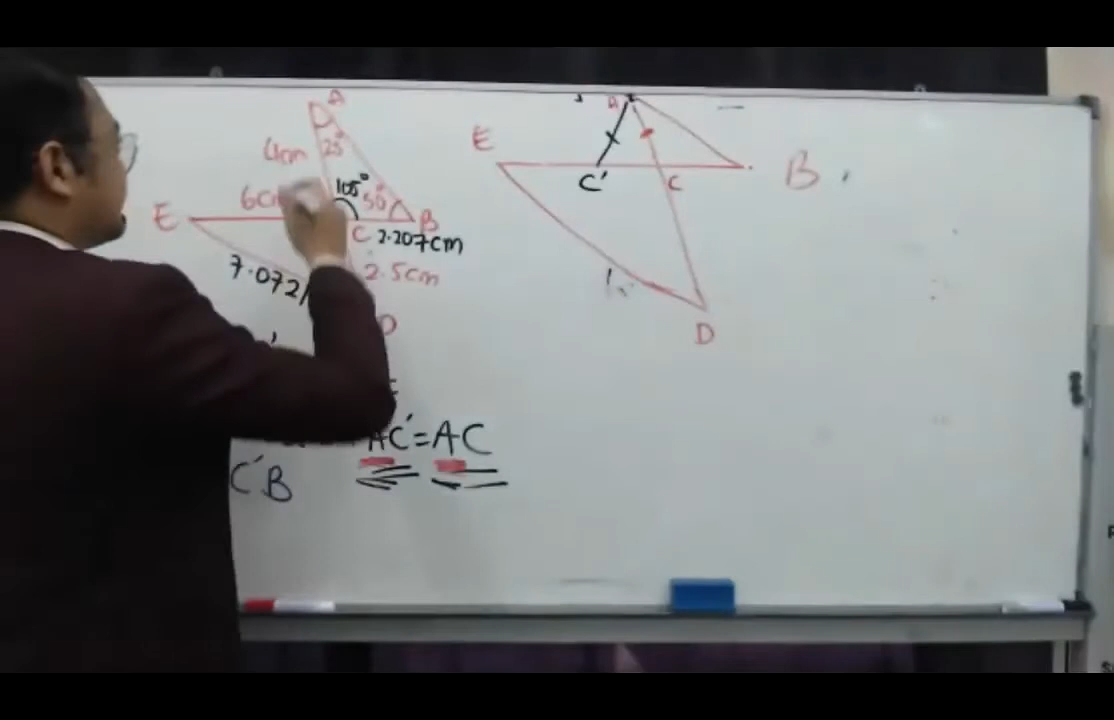 A
4cm
25°
105°
50°
6cm
E
B
C
2.207cm
7.072
2.5cm
D
AC'=AC
C'B
E
C'
C
B
D